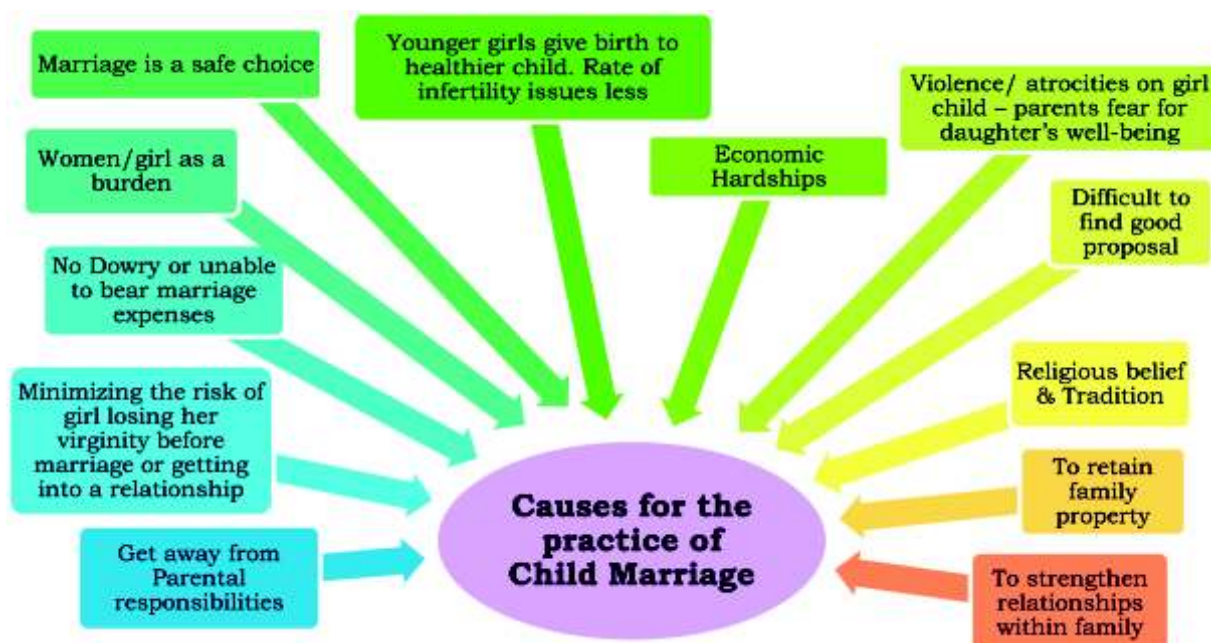 Marriage is a safe choice
Younger girls give birth to
healthier child. Rate of
infertility issues less
Violence/ atrocities on girl
child – parents fear for
daughter's well-being
Women/girl as a
burden
Economic
Hardships
Difficult to
find good
proposal
No Dowry or unable
to bear marriage
expenses
Religious belief
& Tradition
Minimizing the risk of
girl losing her
virginity before
marriage or getting
into a relationship
To retain
family
property
Get away from
Parental
responsibilities
To strengthen
relationships
within family
Causes for the
practice of
Child Marriage